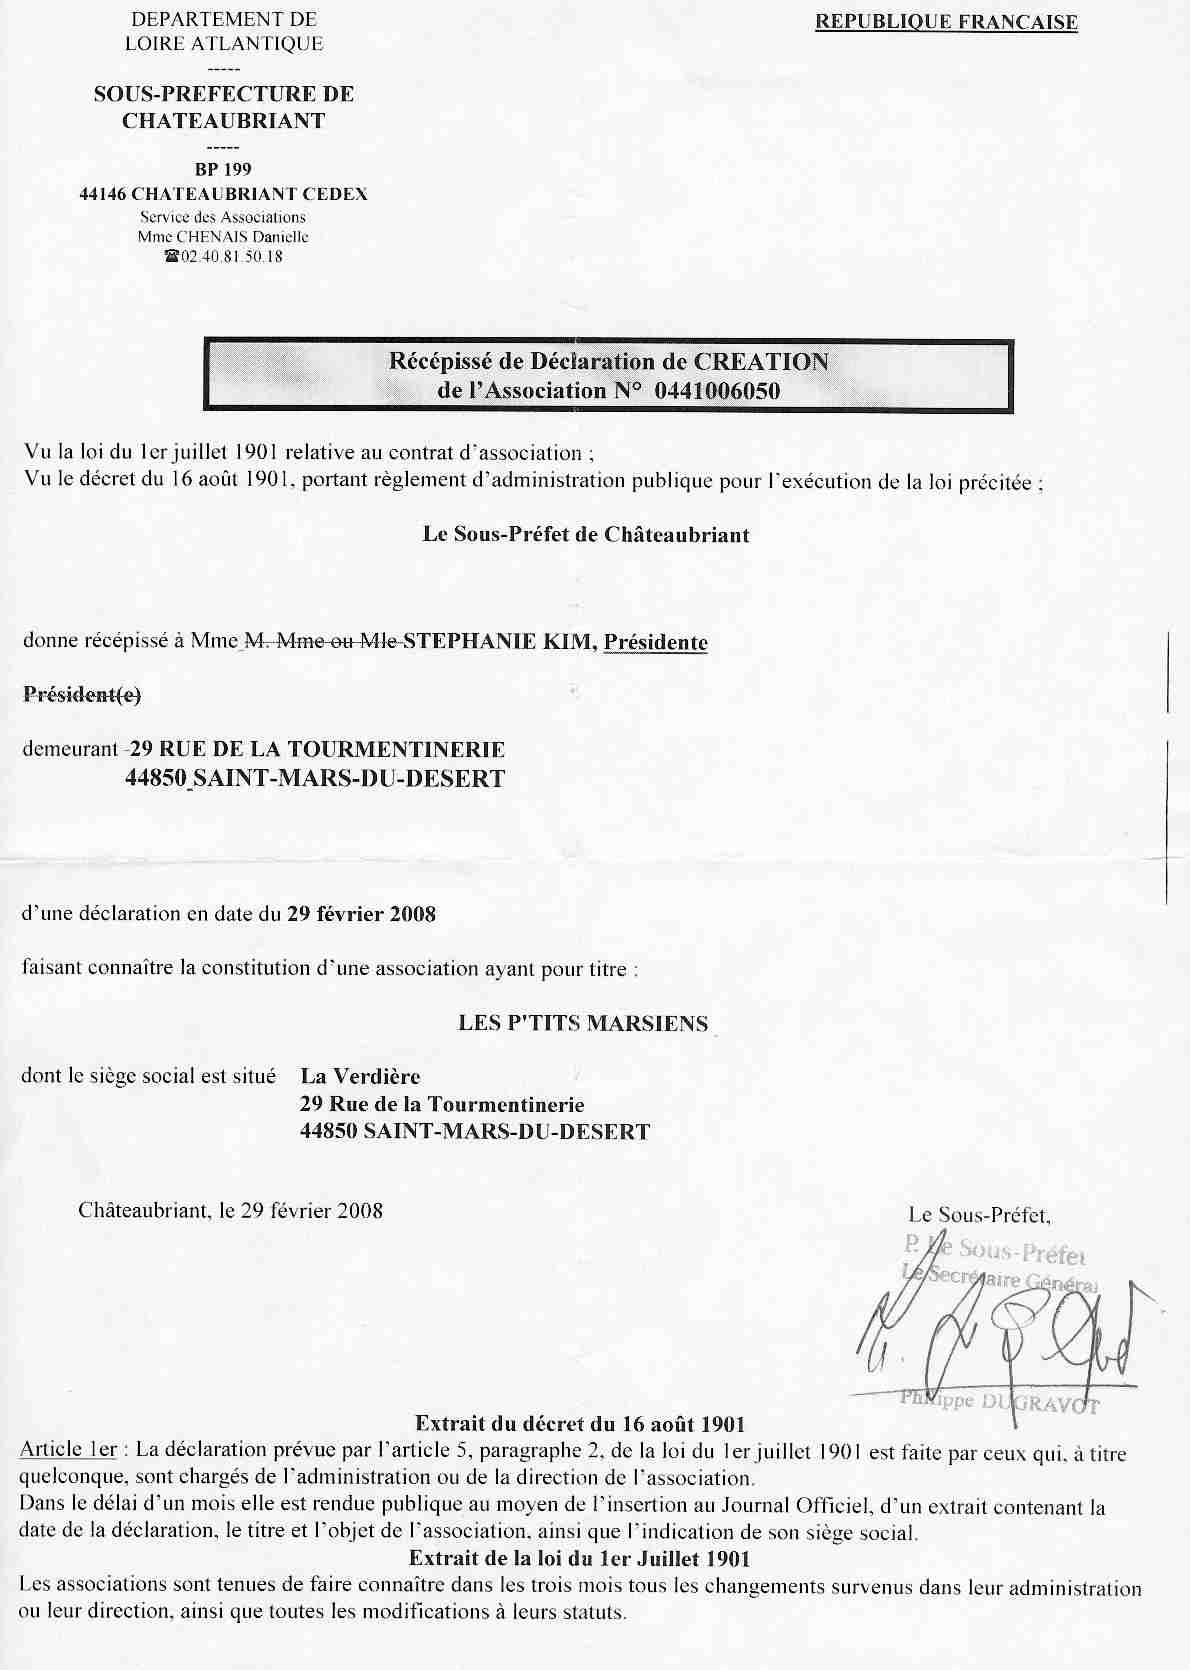 DEPARTEMENT DE
LOIRE ATLANTIQUE
-----
SOUS-PREFECTURE DE
CHATEAUBRIANT
-----
BP 199
44146 CHATEAUBRIANT CEDEX
Service des Associations
Mme CHENAIS Danielle
☎02.40.81.50.18
REPUBLIQUE FRANCAISE
Récépissé de Déclaration de CREATION
de l'Association N° 0441006050
Vu la loi du 1er juillet 1901 relative au contrat d'association ;
Vu le décret du 16 août 1901, portant règlement d'administration publique pour l'exécution de la loi précitée ;
Le Sous-Préfet de Châteaubriant
donne récépissé à Mme M. Mme ou Mle STEPHANIE KIM, Présidente
Président(e)
demeurant -29 RUE DE LA TOURMENTINERIE
44850 SAINT-MARS-DU-DESERT
d'une déclaration en date du 29 février 2008
faisant connaître la constitution d'une association ayant pour titre :
LES P'TITS MARSIENS
dont le siège social est situé La Verdière
29 Rue de la Tourmentinerie
44850 SAINT-MARS-DU-DESERT
Châteaubriant, le 29 février 2008
Le Sous-Préfet,
P. Le Sous-Préfet
Le Secrétaire Général
Philippe DUGRAVOT
Extrait du décret du 16 août 1901
Article 1er : La déclaration prévue par l'article 5, paragraphe 2, de la loi du 1er juillet 1901 est faite par ceux qui, à titre
quelconque, sont chargés de l'administration ou de la direction de l'association.
Dans le délai d'un mois elle est rendue publique au moyen de l'insertion au Journal Officiel, d'un extrait contenant la
date de la déclaration, le titre et l'objet de l'association, ainsi que l'indication de son siège social.
Extrait de la loi du 1er Juillet 1901
Les associations sont tenues de faire connaître dans les trois mois tous les changements survenus dans leur administration
ou leur direction, ainsi que toutes les modifications à leurs statuts.